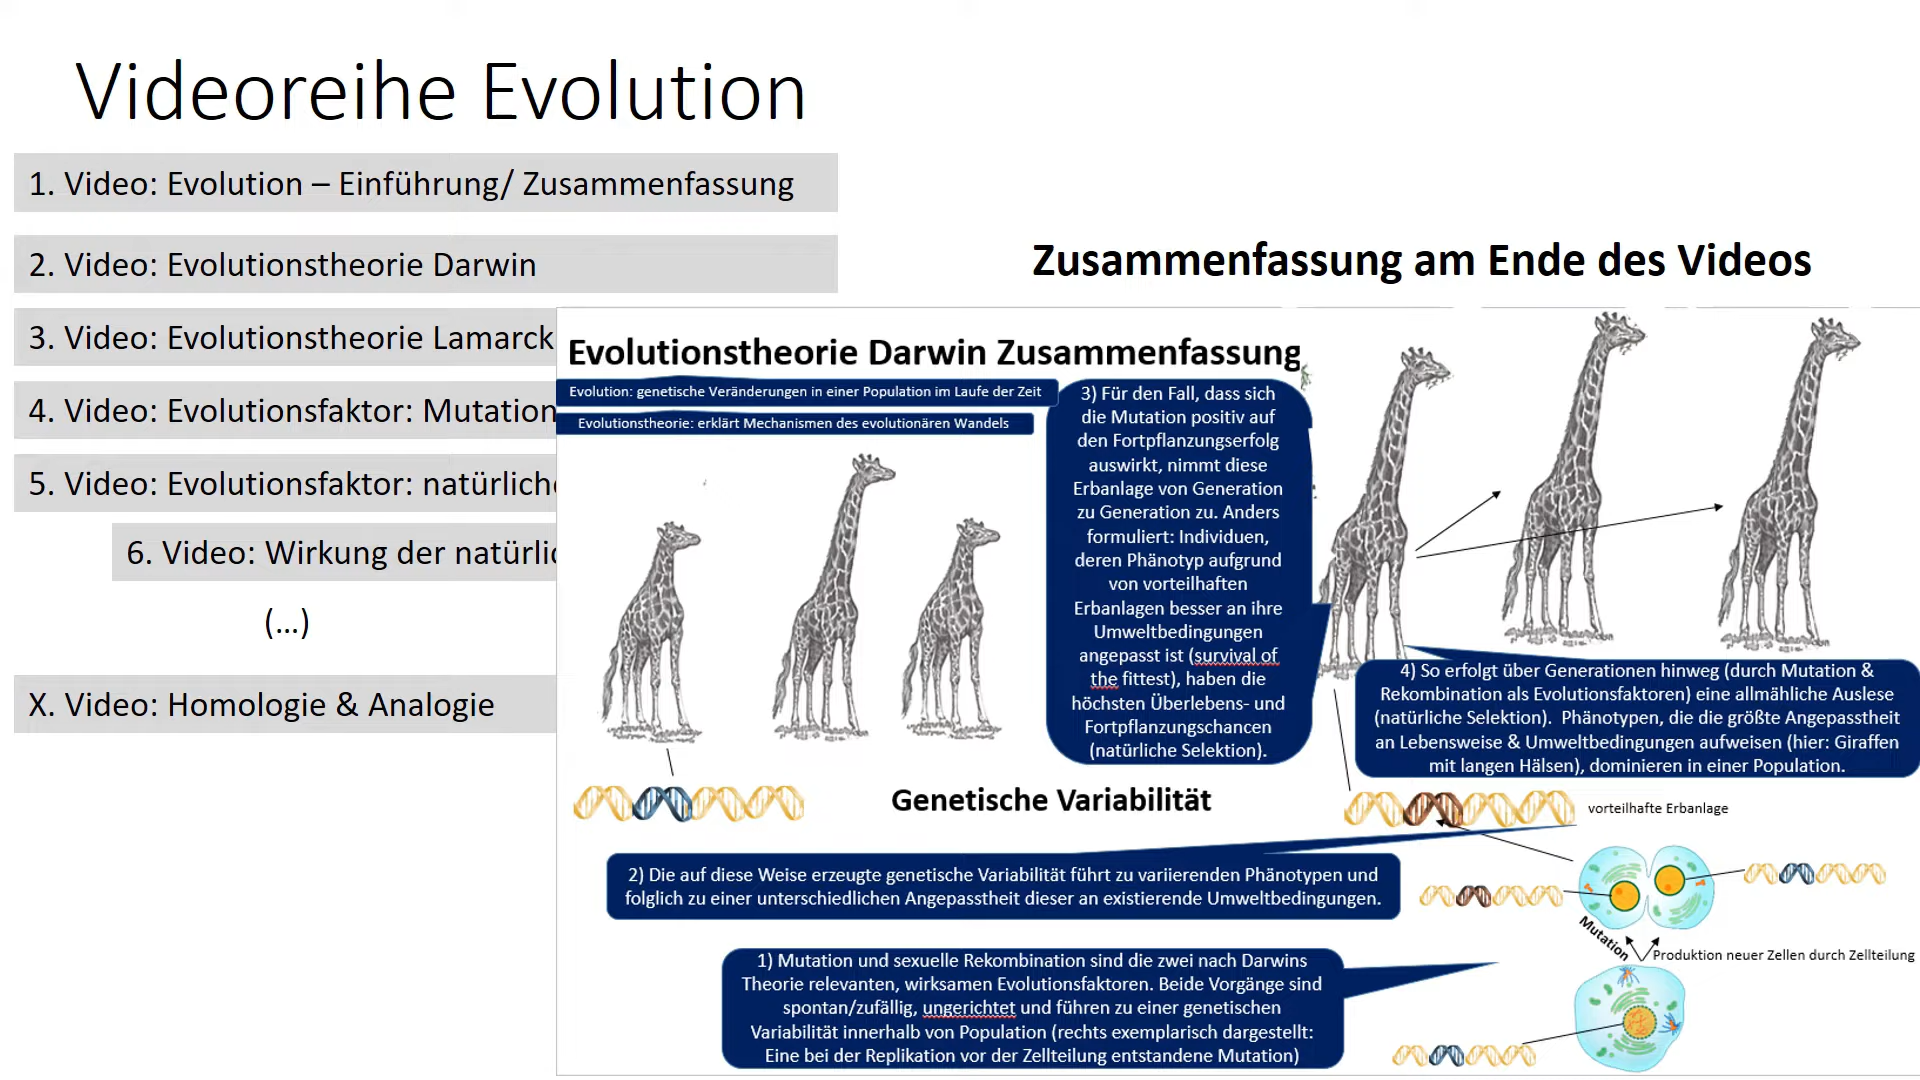 Videoreihe Evolution
1. Video: Evolution – Einführung/ Zusammenfassung
2. Video: Evolutionstheorie Darwin
3. Video: Evolutionstheorie Lamarck
4. Video: Evolutionsfaktor: Mutation
5. Video: Evolutionsfaktor:
6. Video: Wirkung der
(...)
X. Video: Homologie & Analogie
Zusammenfassung am Ende des Videos
Evolutionstheorie Darwin Zusammenfassung
Evolution: genetische Veränderungen in einer Population im Laufe der Zeit
Evolutionstheorie: erklärt Mechanismen des evolutionären Wandels
3) Für den Fall, dass sich
die Mutation positiv auf
den Fortpflanzungserfolg
auswirkt, nimmt diese
Erbanlage von Generation
zu Generation zu. Anders
formuliert: Individuen,
deren Phänotyp aufgrund
von vorteilhaften
Erbanlagen besser an ihre
Umweltbedingungen
angepasst ist (survival of
the fittest), haben die
höchsten Überlebens- und
Fortpflanzungschancen
(natürliche Selektion).
4) So erfolgt über Generationen hinweg (durch Mutation &
Rekombination als Evolutionsfaktoren) eine allmähliche Auslese
(natürliche Selektion). Phänotypen, die die größte Angepasstheit
an Lebensweise & Umweltbedingungen aufweisen (hier: Giraffen
mit langen Hälsen), dominieren in einer Population.
Genetische Variabilität
vorteilhafte Erbanlage
2) Die auf diese Weise erzeugte genetische Variabilität führt zu variierenden Phänotypen und
folglich zu einer unterschiedlichen Angepasstheit dieser an existierende Umweltbedingungen.
Mutation
Produktion neuer Zellen durch Zellteilung
1) Mutation und sexuelle Rekombination sind die zwei nach Darwins
Theorie relevanten, wirksamen Evolutionsfaktoren. Beide Vorgänge sind
spontan/zufällig, ungerichtet und führen zu einer genetischen
Variabilität innerhalb von Population (rechts exemplarisch dargestellt:
Eine bei der Replikation vor der Zellteilung entstandene Mutation)